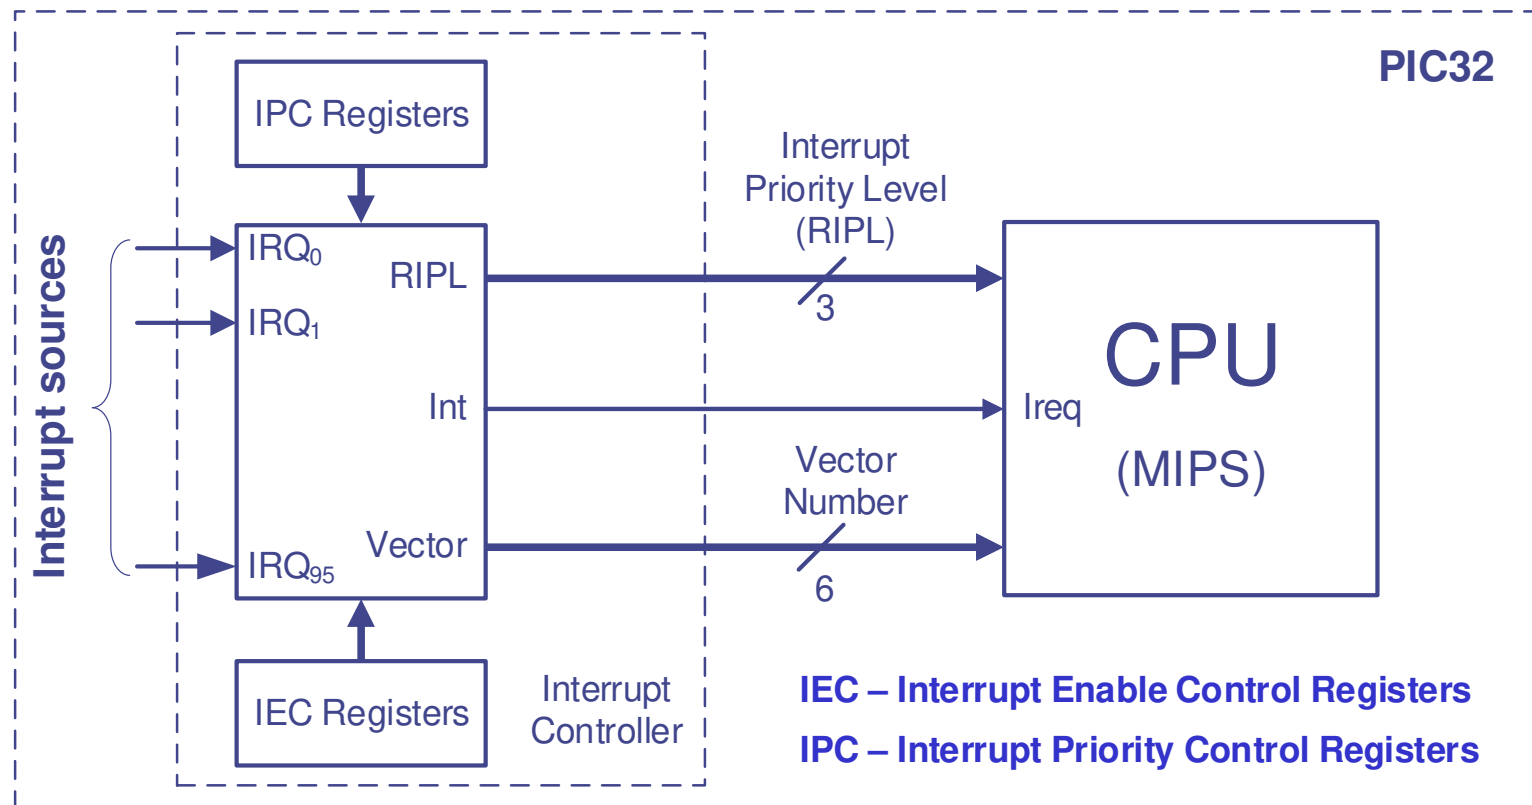 PIC32
IPC Registers
Interrupt
Priority Level
(RIPL)
3
Interrupt sources
IRQ0
IRQ1
IRQ95
RIPL
Int
Vector
Vector
Number
6
Ireq
CPU
(MIPS)
IEC Registers
Interrupt
Controller
IEC – Interrupt Enable Control Registers
IPC – Interrupt Priority Control Registers